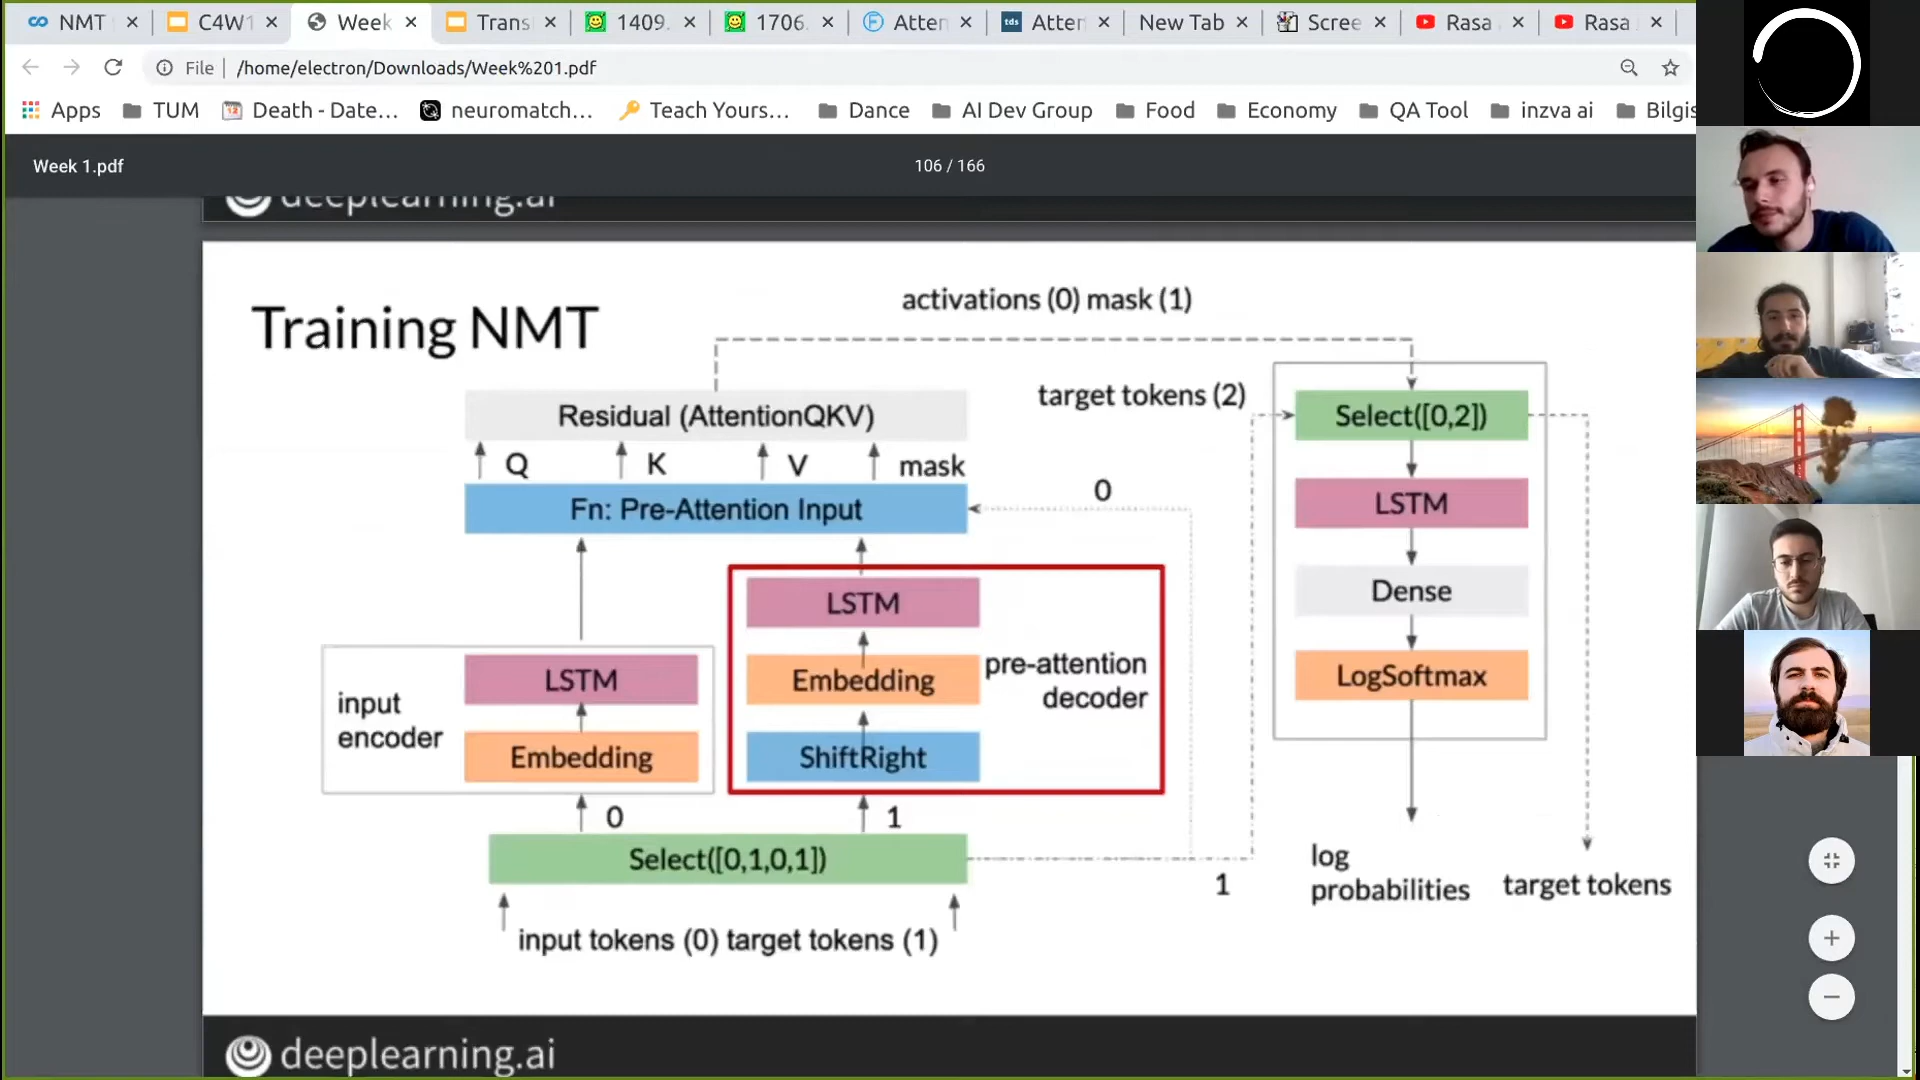 NMT
C4W1
Week
Trans
1409.
1706.
Atten
tds
Atten
New Tab
Scree
Rasa
Rasa
File
/home/electron/Downloads/Week%201.pdf
Apps
TUM
Death - Date...
neuromatch...
Teach Yours...
Dance
AI Dev Group
Food
Economy
QA Tool
inzva ai
Bilgis
Week 1.pdf
106 / 166
deeplearning.ai
Training NMT
activations (0) mask (1)
target tokens (2)
Residual (AttentionQKV)
Select([0,2])
Q K V mask
0
LSTM
Fn: Pre-Attention Input
Dense
LSTM
pre-attention
decoder
Embedding
ShiftRight
LogSoftmax
input
encoder
LSTM
Embedding
0
1
Select([0,1,0,1])
1
log
probabilities
target tokens
input tokens (0) target tokens (1)
deeplearning.ai